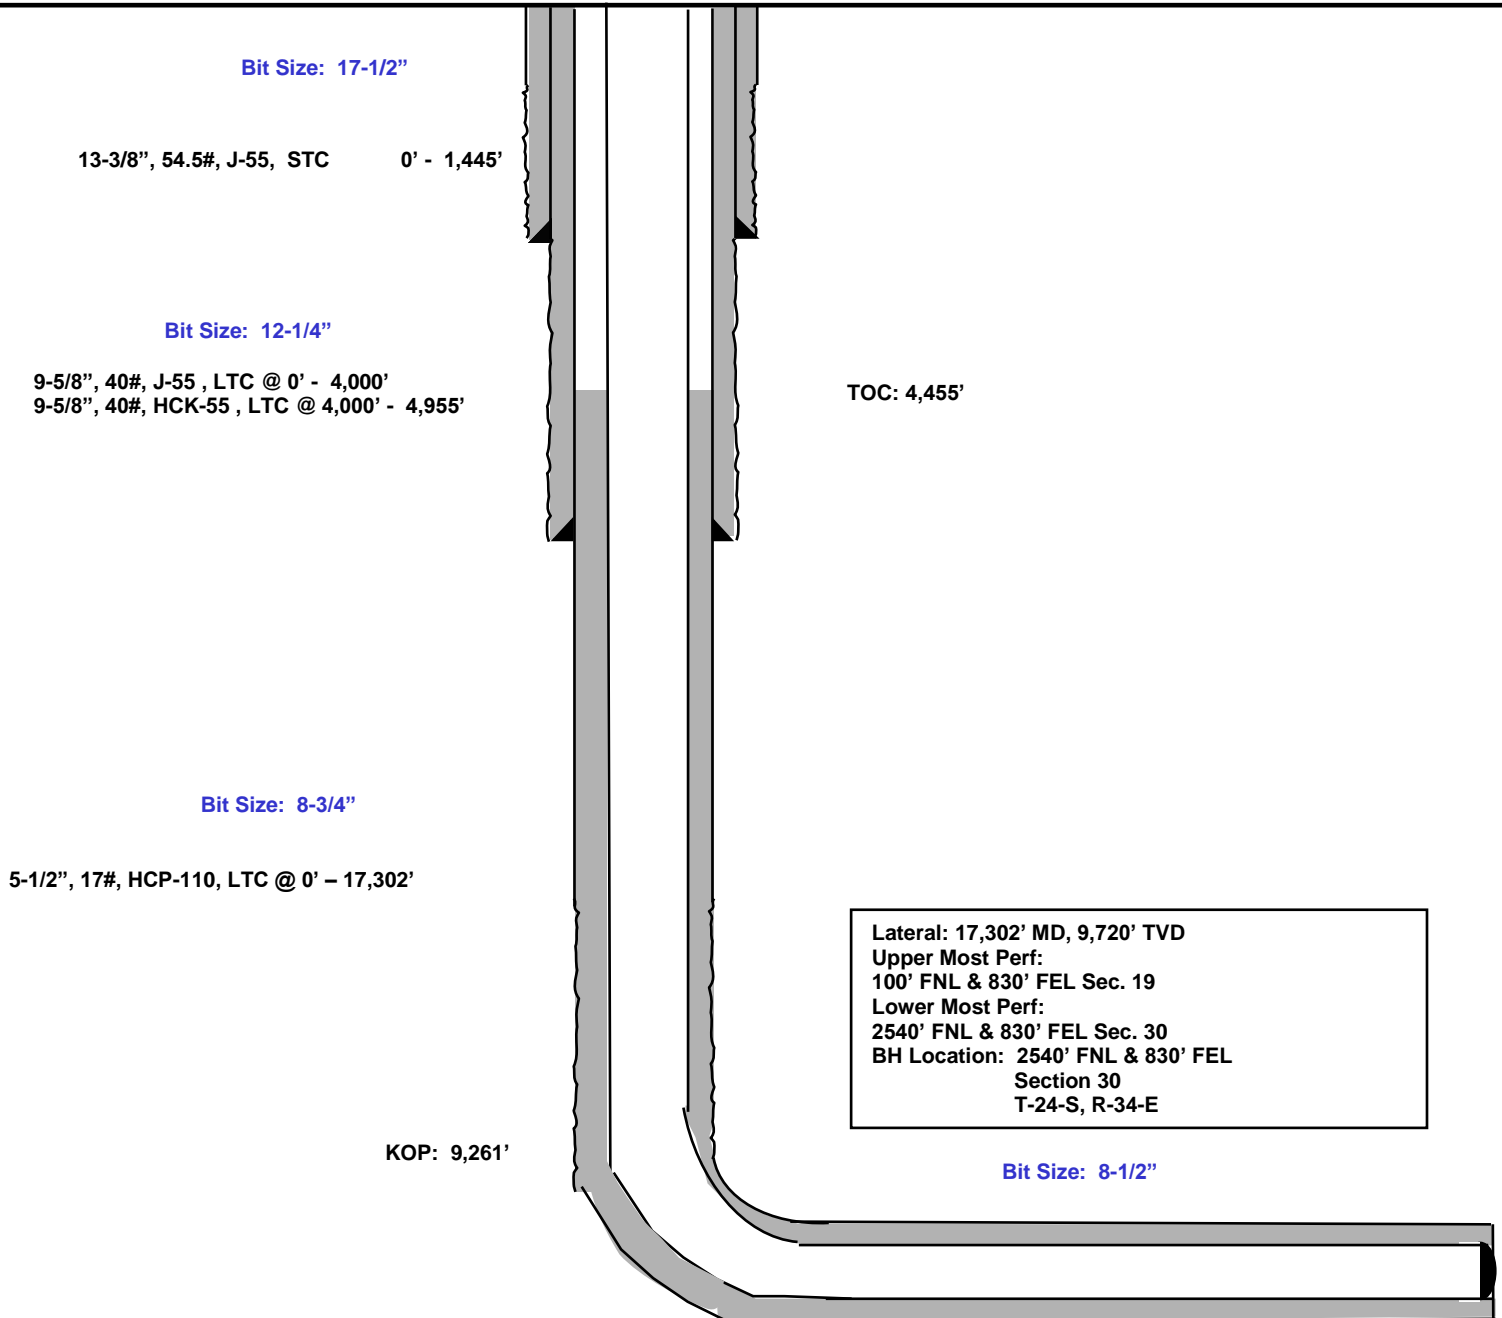 Bit Size: 17-1/2”
13-3/8”, 54.5#, J-55, STC 0’ - 1,445’
Bit Size: 12-1/4”
9-5/8”, 40#, J-55 , LTC @ 0’ - 4,000’
9-5/8”, 40#, HCK-55 , LTC @ 4,000’ - 4,955’
TOC: 4,455’
Bit Size: 8-3/4”
5-1/2”, 17#, HCP-110, LTC @ 0’ – 17,302’
Lateral: 17,302’ MD, 9,720’ TVD
Upper Most Perf:
100’ FNL & 830’ FEL Sec. 19
Lower Most Perf:
2540’ FNL & 830’ FEL Sec. 30
BH Location: 2540’ FNL & 830’ FEL
Section 30
T-24-S, R-34-E
KOP: 9,261’
Bit Size: 8-1/2”